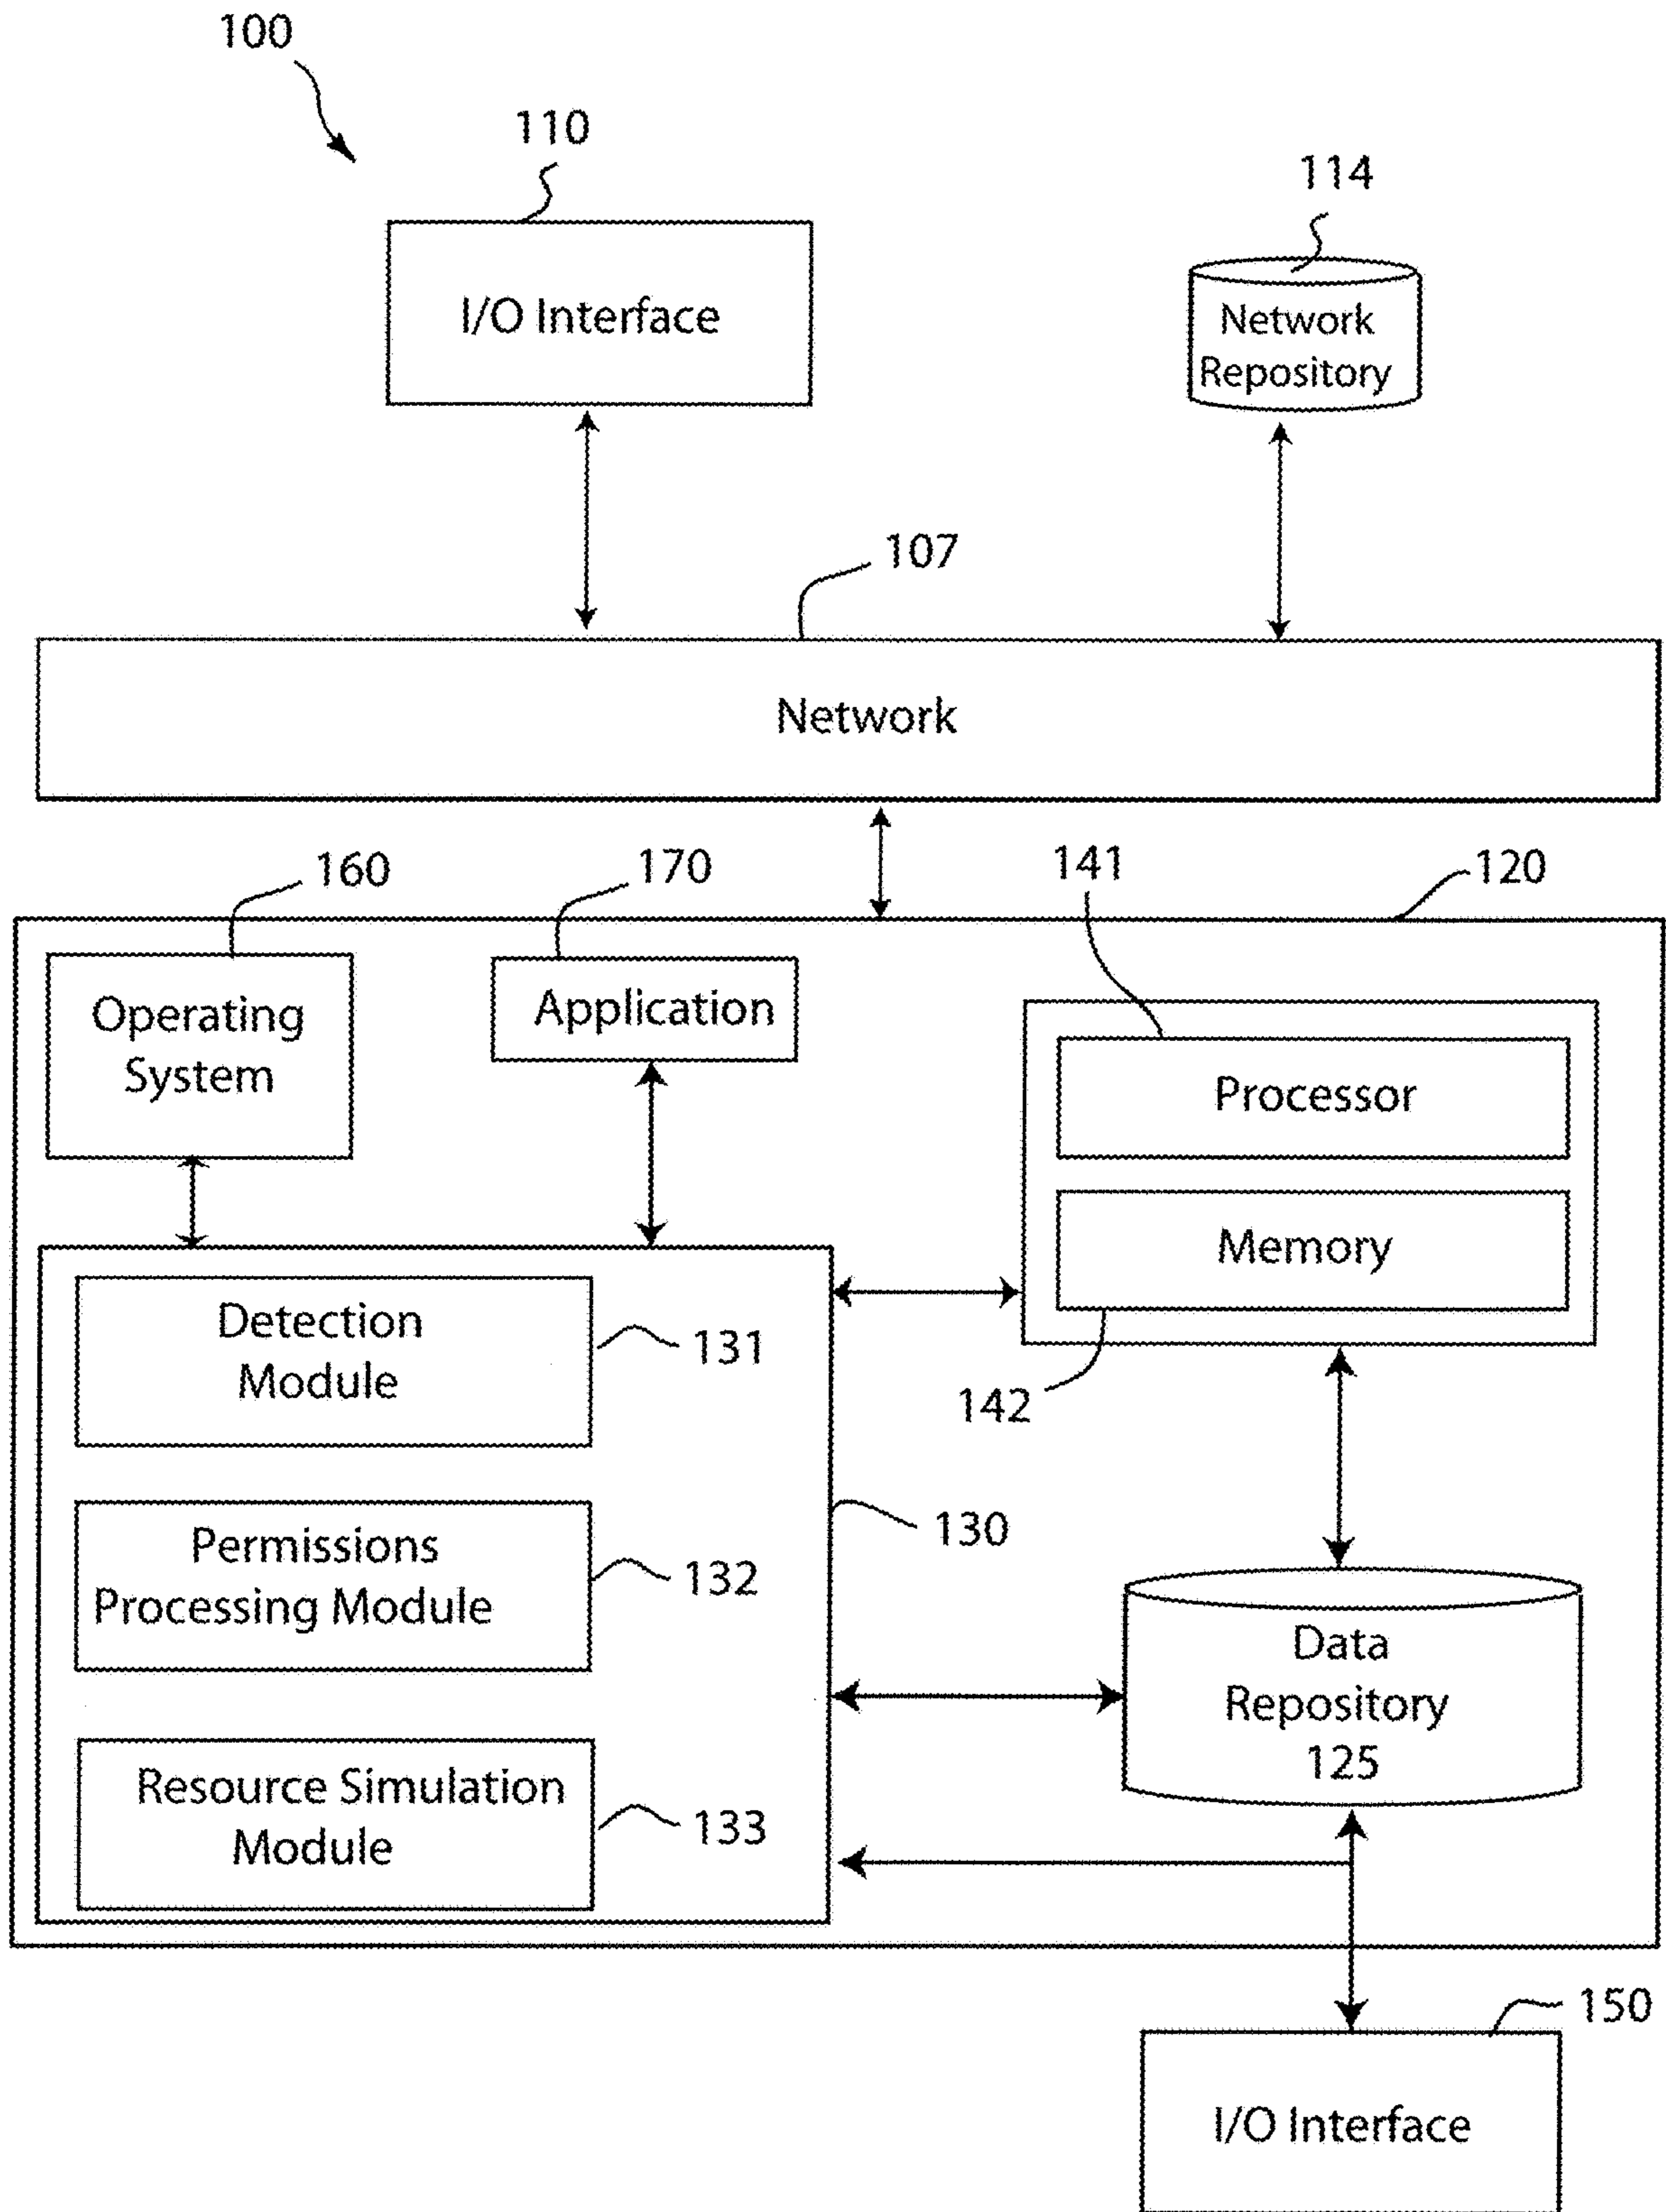 100
110
114
I/O Interface
Network
Repository
107
Network
160
170
141
120
Operating
System
Application
Processor
Memory
142
Detection
Module
131
Permissions
Processing Module
132
130
Resource Simulation
Module
133
Data
Repository
125
150
I/O Interface